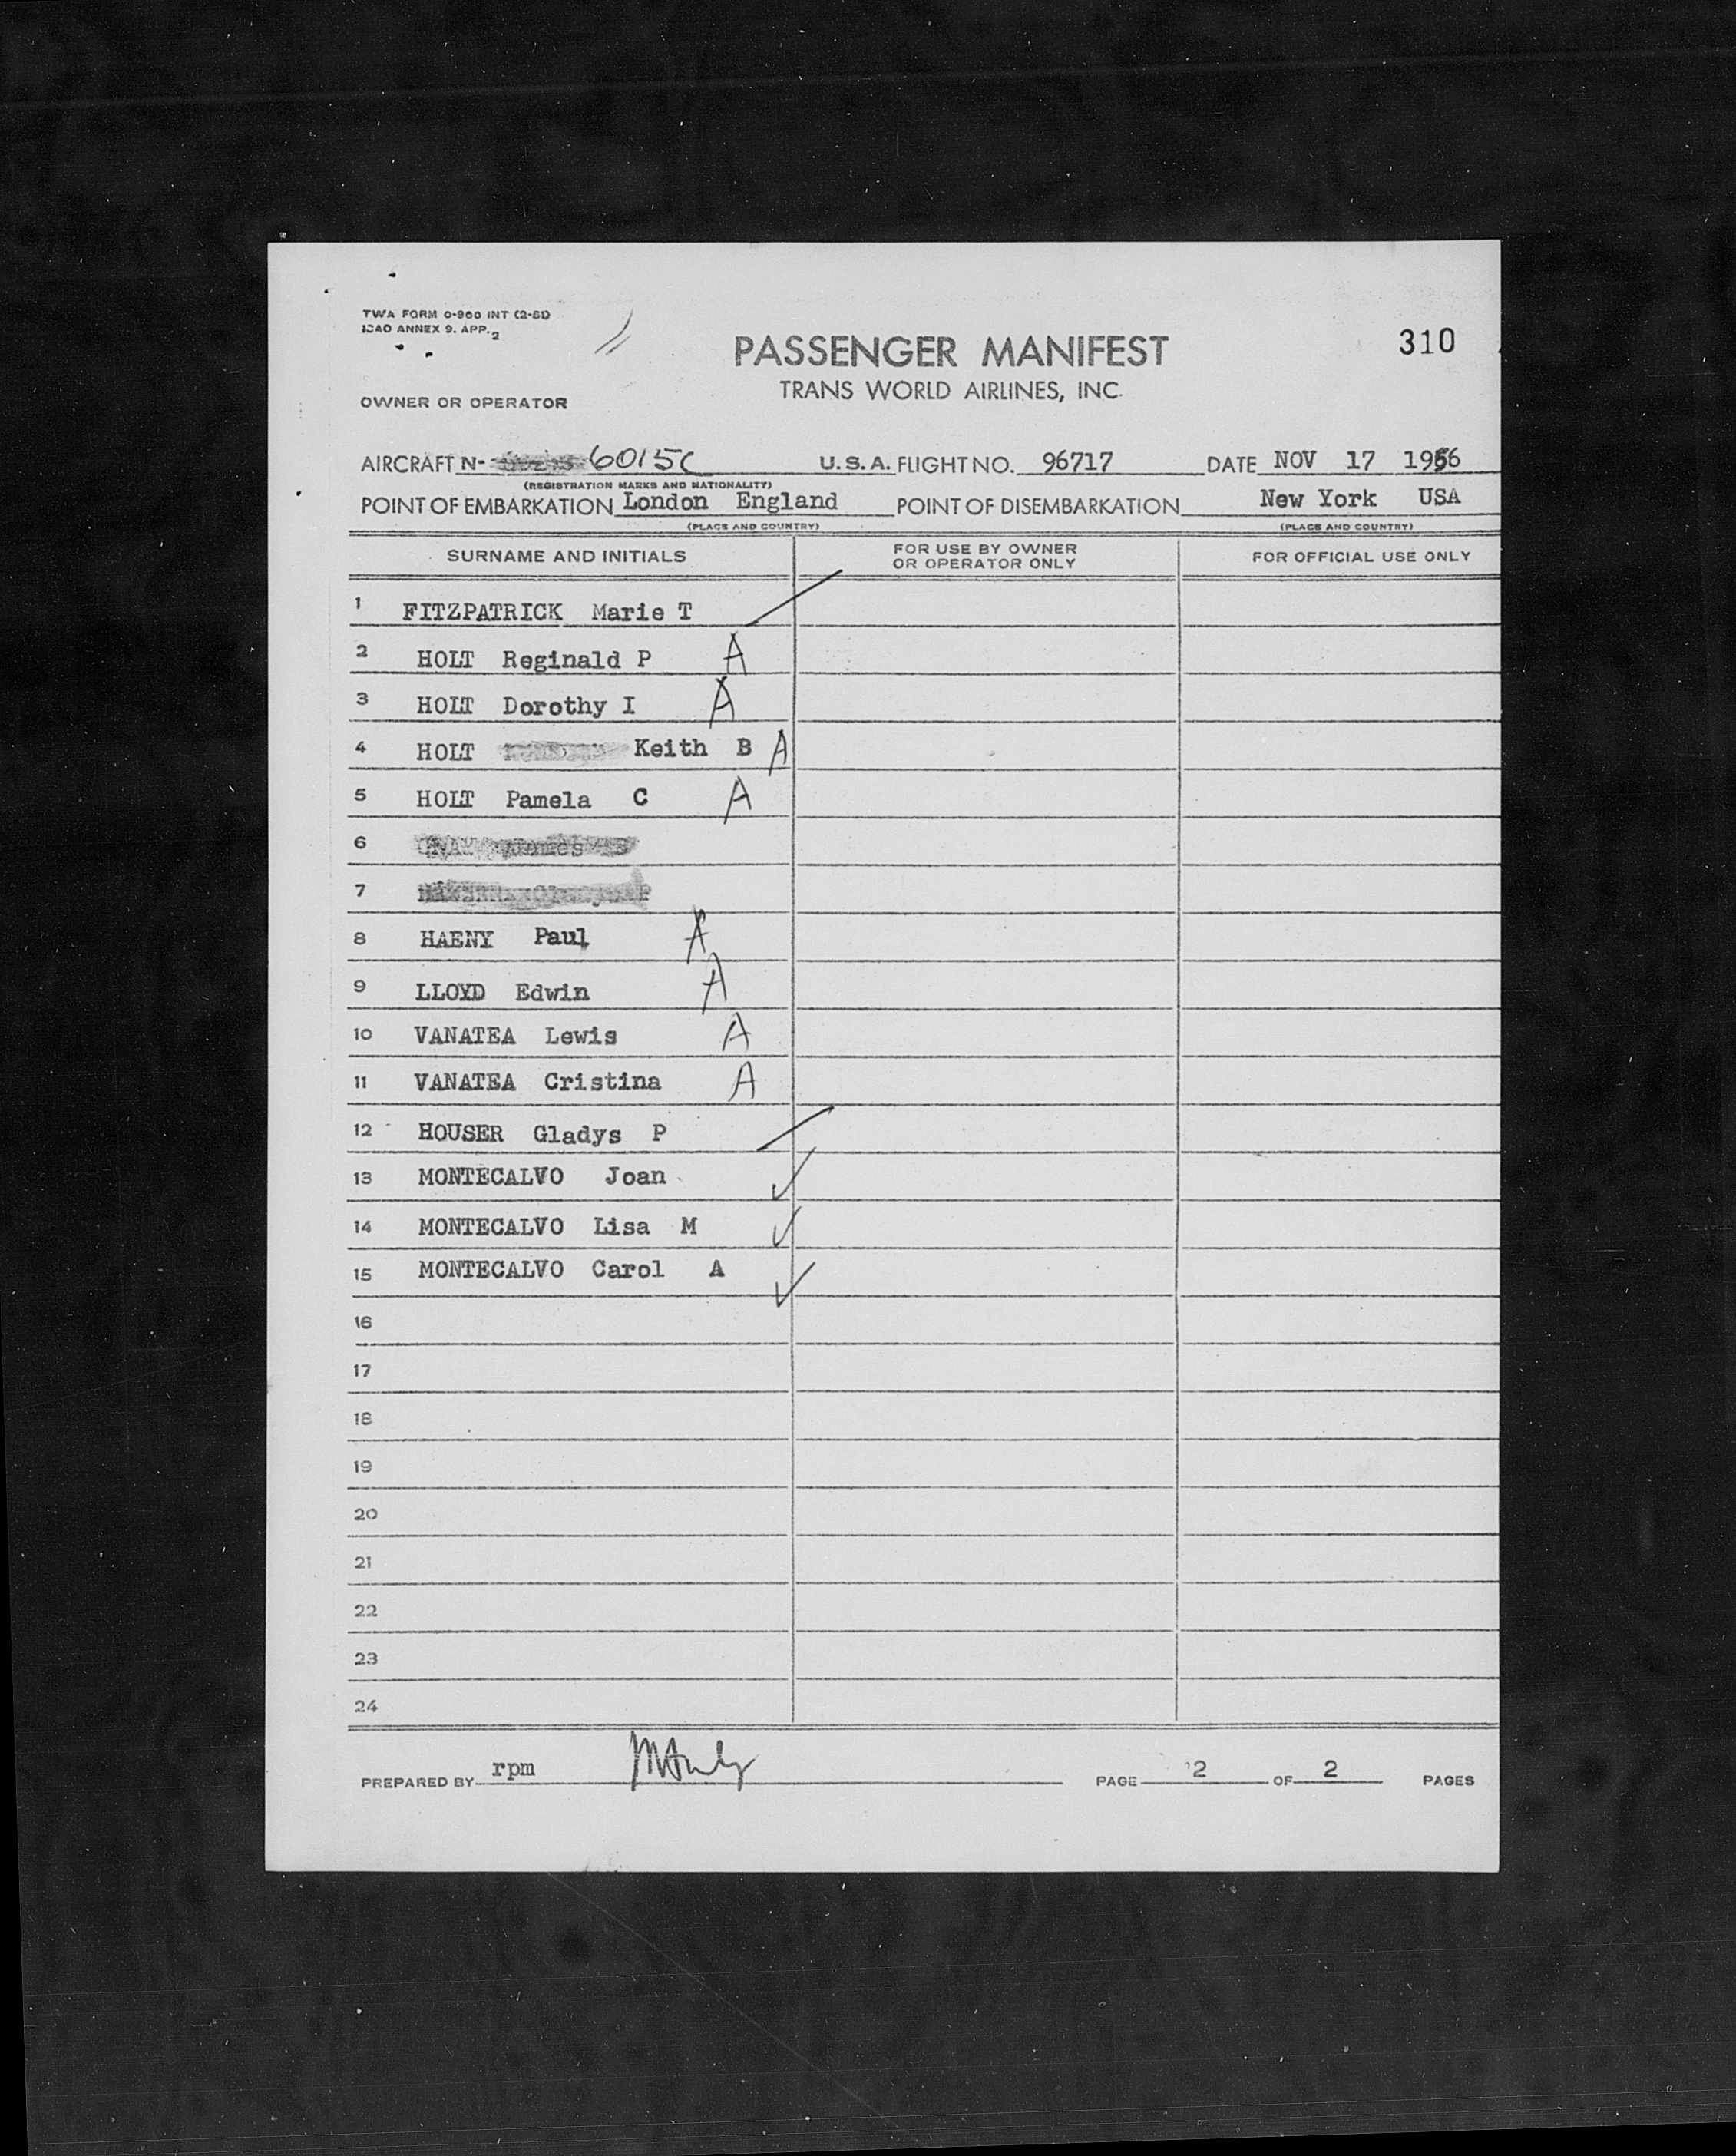 TWA FORM 0-900 INT (2-51)
ICAO ANNEX 9. APP. 2
PASSENGER MANIFEST
310
TRANS WORLD AIRLINES, INC.
OWNER OR OPERATOR
AIRCRAFT N- 6015C U.S.A. FLIGHT NO. 96717 DATE NOV 17 1956
(REGISTRATION MARKS AND NATIONALITY)
POINT OF EMBARKATION London England POINT OF DISEMBARKATION New York USA
(PLACE AND COUNTRY) (PLACE AND COUNTRY)
SURNAME AND INITIALS FOR USE BY OWNER OR OPERATOR ONLY FOR OFFICIAL USE ONLY
1 FITZPATRICK Marie T
2 HOLT Reginald P A
3 HOLT Dorothy I A
4 HOLT Keith B A
5 HOLT Pamela C A
6
7
8 HAENY Paul A
9 LLOYD Edwin A
10 VANATEA Lewis A
11 VANATEA Cristina A
12 HOUSER Gladys P
13 MONTECALVO Joan
14 MONTECALVO Lisa M
15 MONTECALVO Carol A
16
17
18
19
20
21
22
23
24
PREPARED BY rpm PAGE 2 OF 2 PAGES